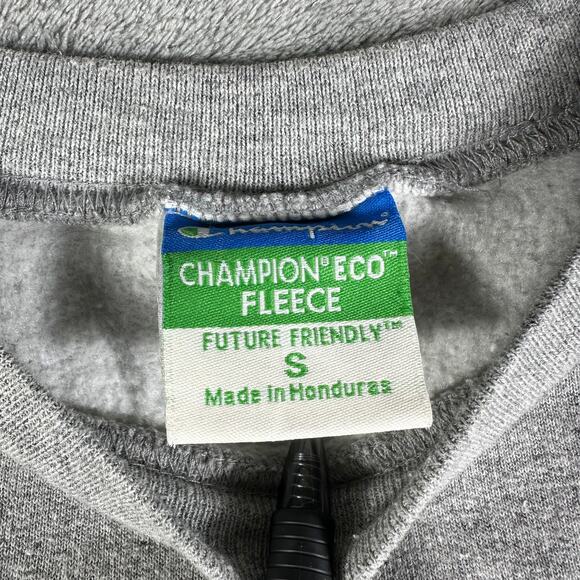 Champion
CHAMPION® ECO™
FLEECE
FUTURE FRIENDLY™
S
Made in Honduras